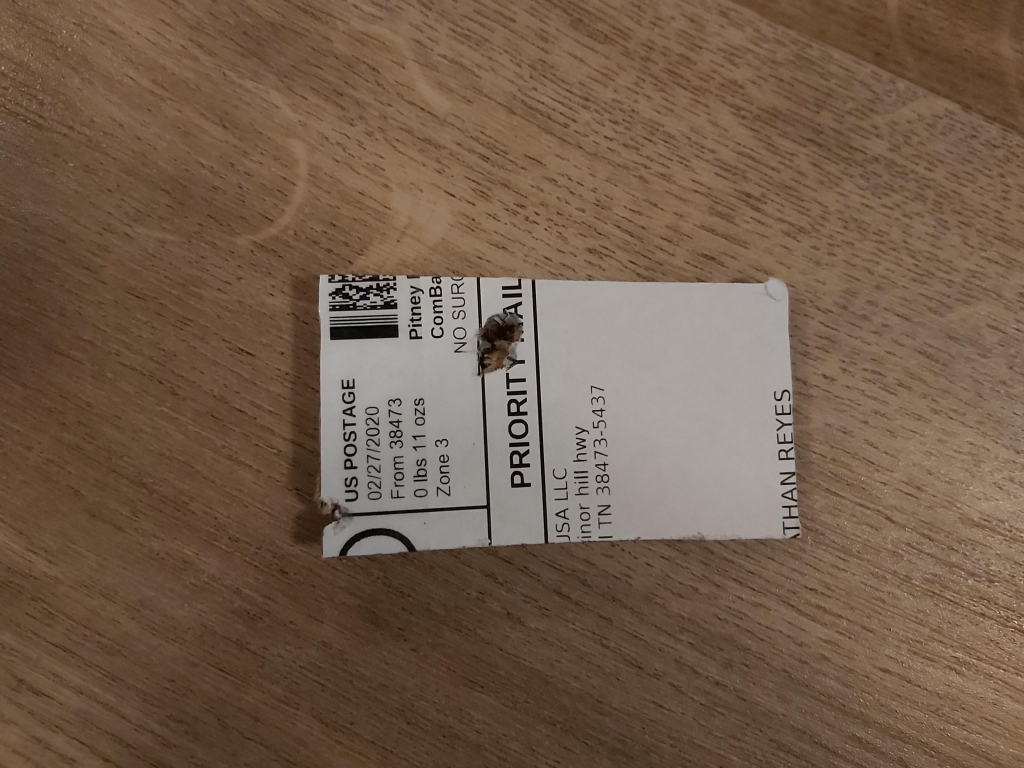 US POSTAGE
02/27/2020
From 38473
0 lbs 11 ozs
Zone 3
Pitney
ComBa
NO SURC
PRIORITY AIL
USA LLC
inor hill hwy
TN 38473-5437
THAN REYES